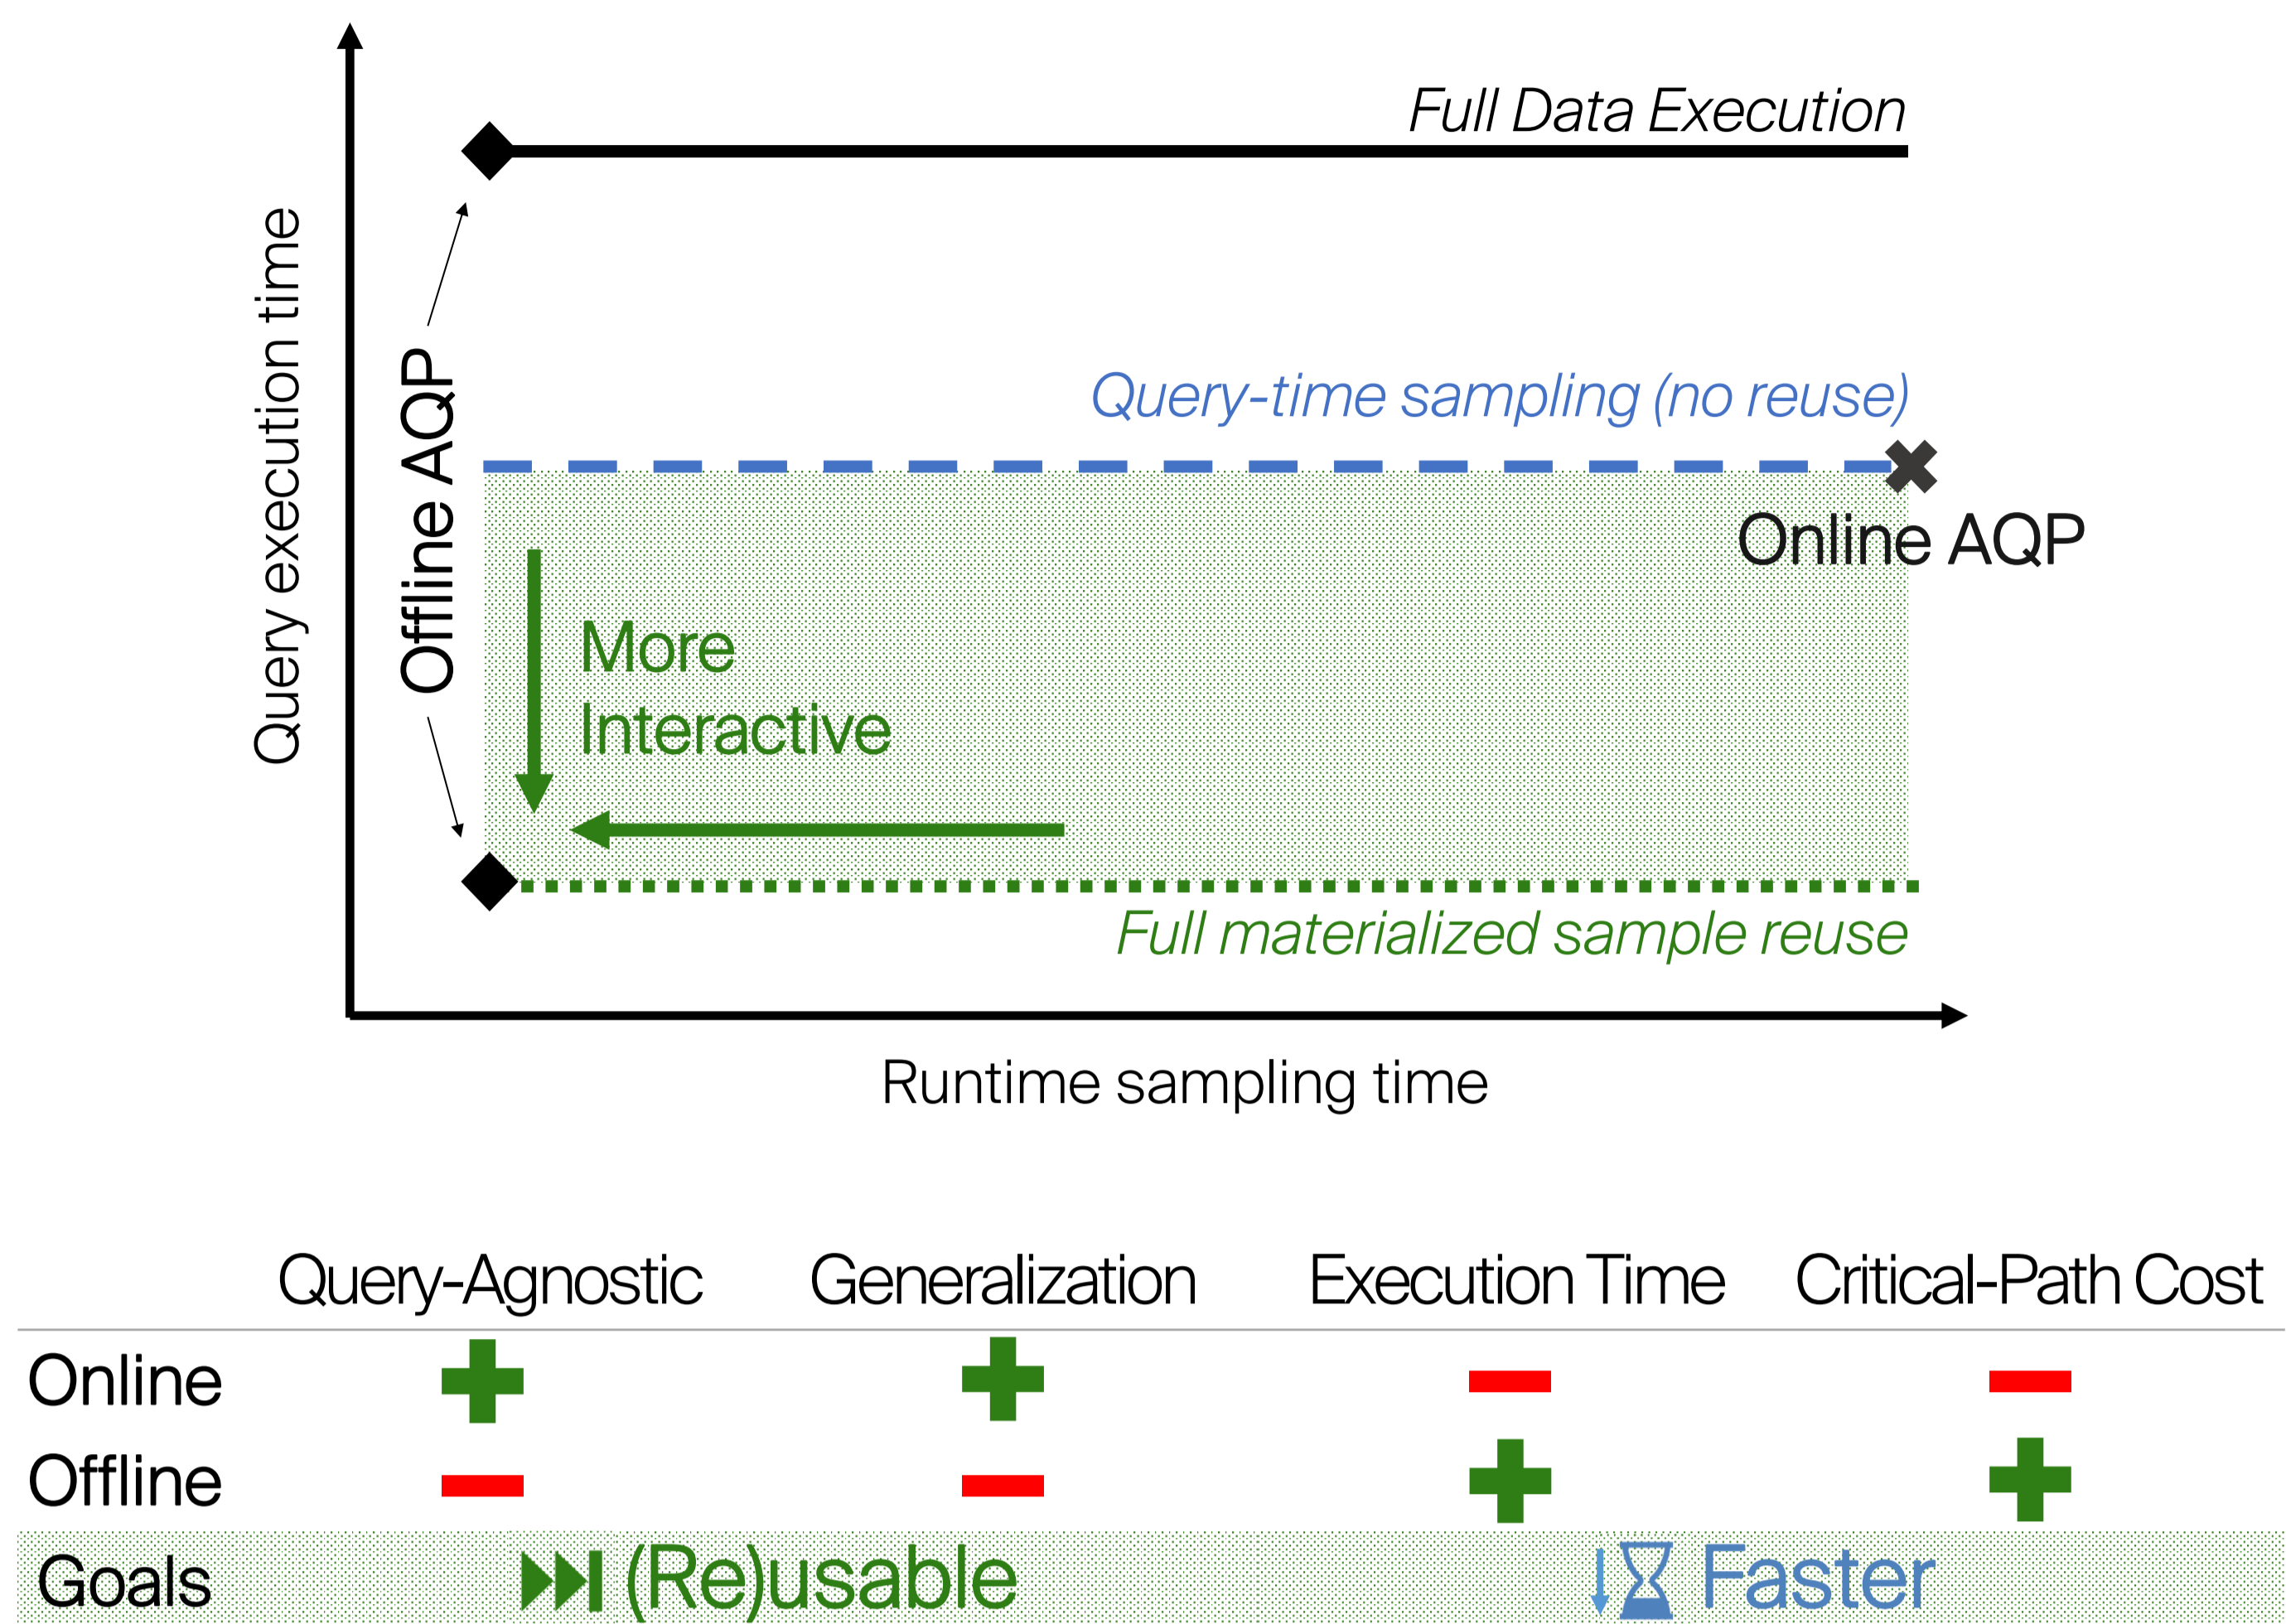 Full Data Execution
Query execution time
Offline AQP
Query-time sampling (no reuse)
Online AQP
More
Interactive
Full materialized sample reuse
Runtime sampling time
Query-Agnostic Generalization Execution Time Critical-Path Cost
Online
Offline
Goals (Re)usable Faster